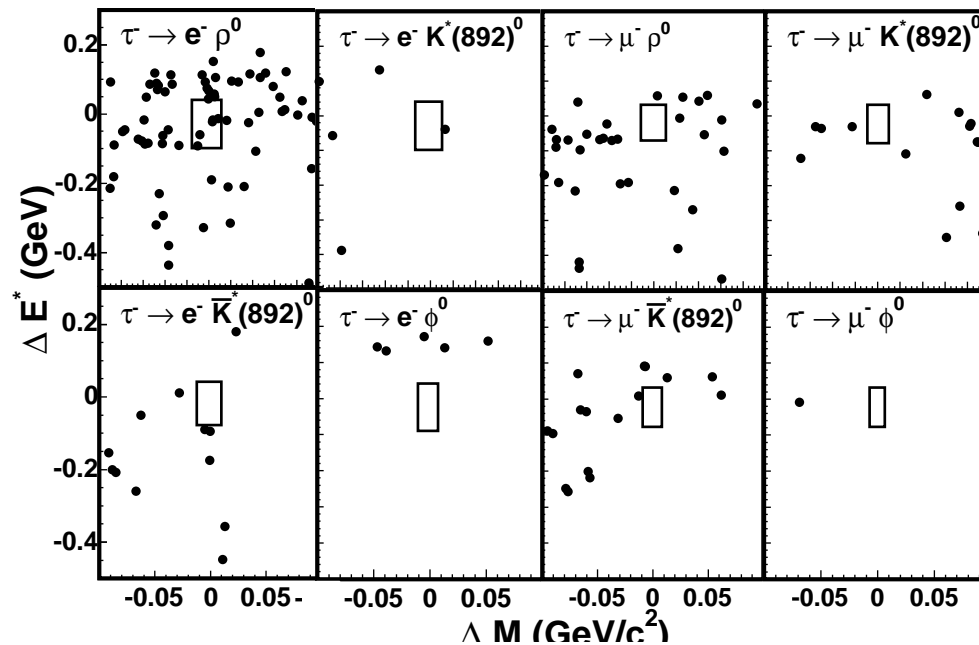 τ⁻ → e⁻ ρ⁰
τ⁻ → e⁻ K*(892)⁰
τ⁻ → μ⁻ ρ⁰
τ⁻ → μ⁻ K*(892)⁰
0.2
0
-0.2
-0.4
Δ E* (GeV)
τ⁻ → e⁻ K̅*(892)⁰
τ⁻ → e⁻ φ⁰
τ⁻ → μ⁻ K̅*(892)⁰
τ⁻ → μ⁻ φ⁰
0.2
0
-0.2
-0.4
-0.05 0 0.05- -0.05 0 0.05 -0.05 0 0.05 -0.05 0 0.05
Δ M (GeV/c²)